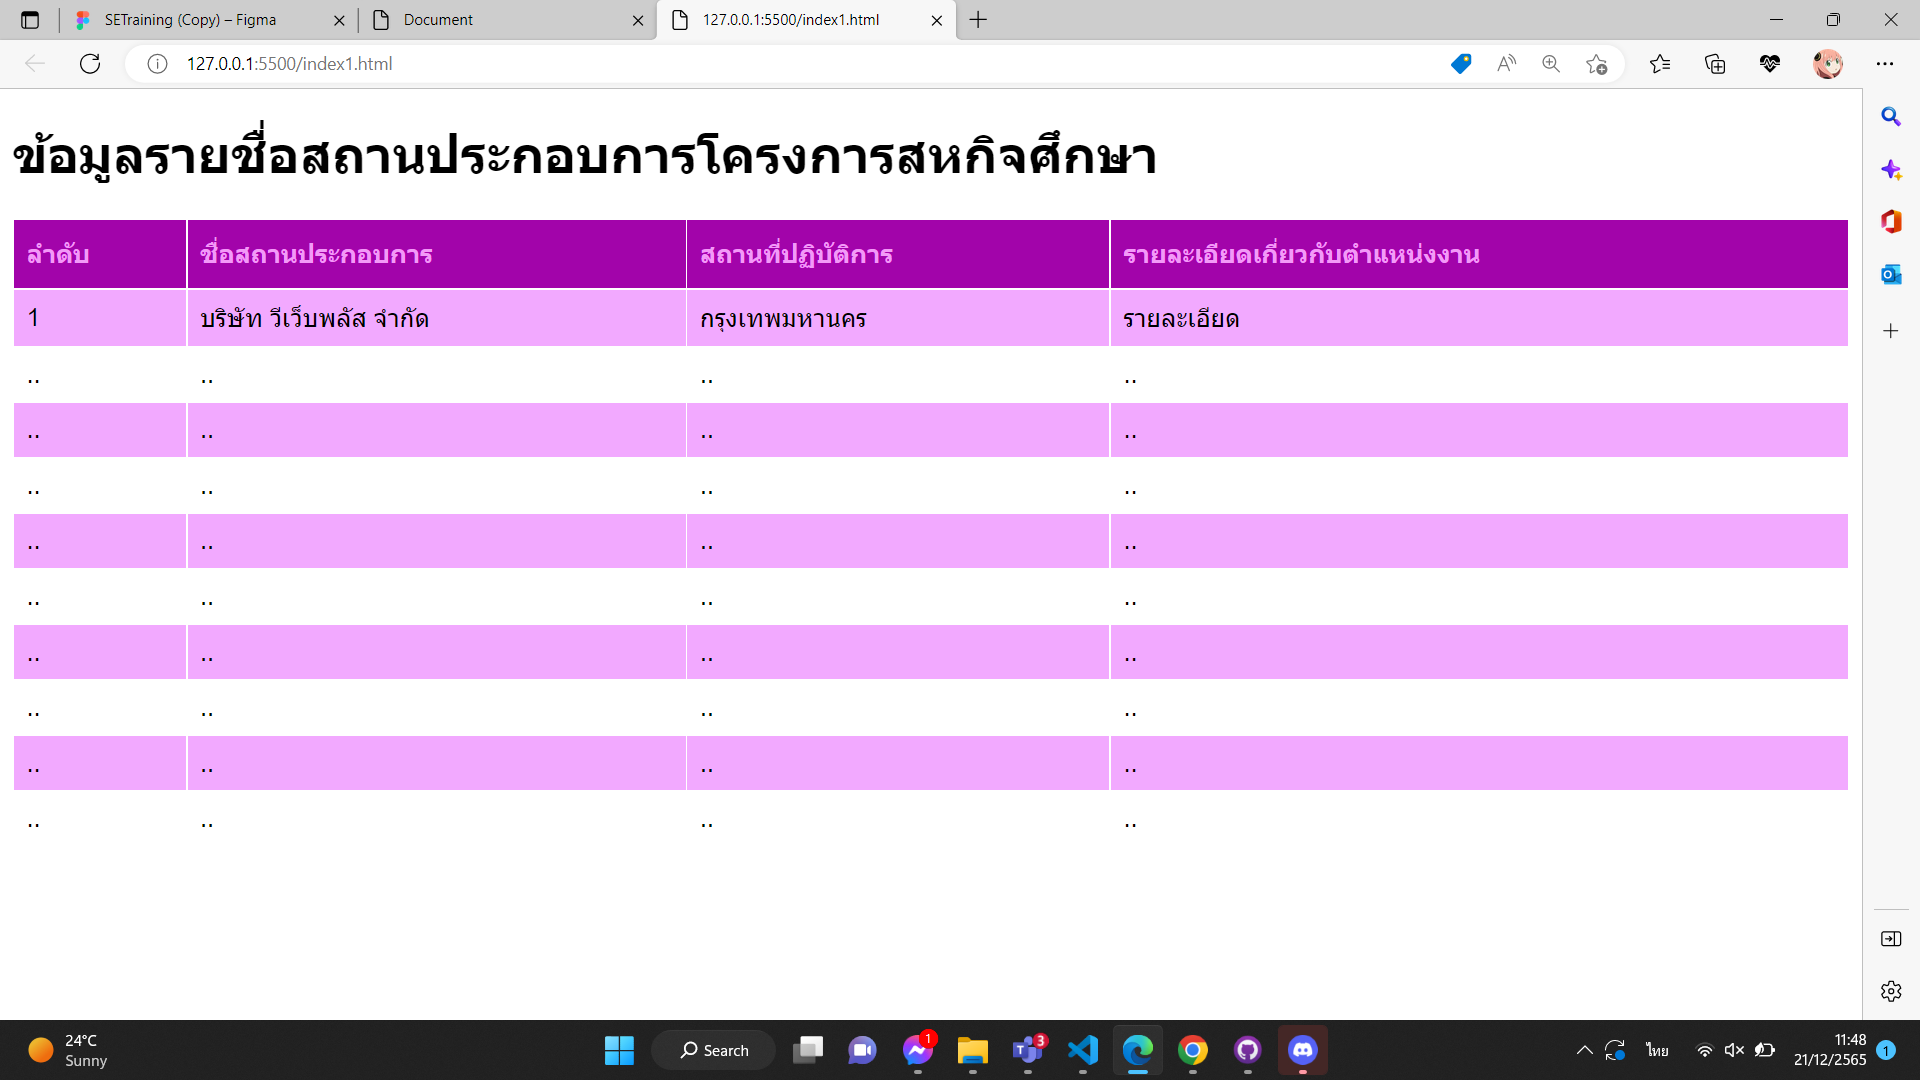 SETraining (Copy) – Figma
Document
127.0.0.1:5500/index1.html
127.0.0.1:5500/index1.html
ข้อมูลรายชื่อสถานประกอบการโครงการสหกิจศึกษา
ลำดับ ชื่อสถานประกอบการ สถานที่ปฏิบัติการ รายละเอียดเกี่ยวกับตำแหน่งงาน
1 บริษัท วีเว็บพลัส จำกัด กรุงเทพมหานคร รายละเอียด
.. .. .. ..
.. .. .. ..
.. .. .. ..
.. .. .. ..
.. .. .. ..
.. .. .. ..
.. .. .. ..
.. .. .. ..
.. .. .. ..
24°C
Sunny
Search
1
3
ไทย
11:48
21/12/2565
1